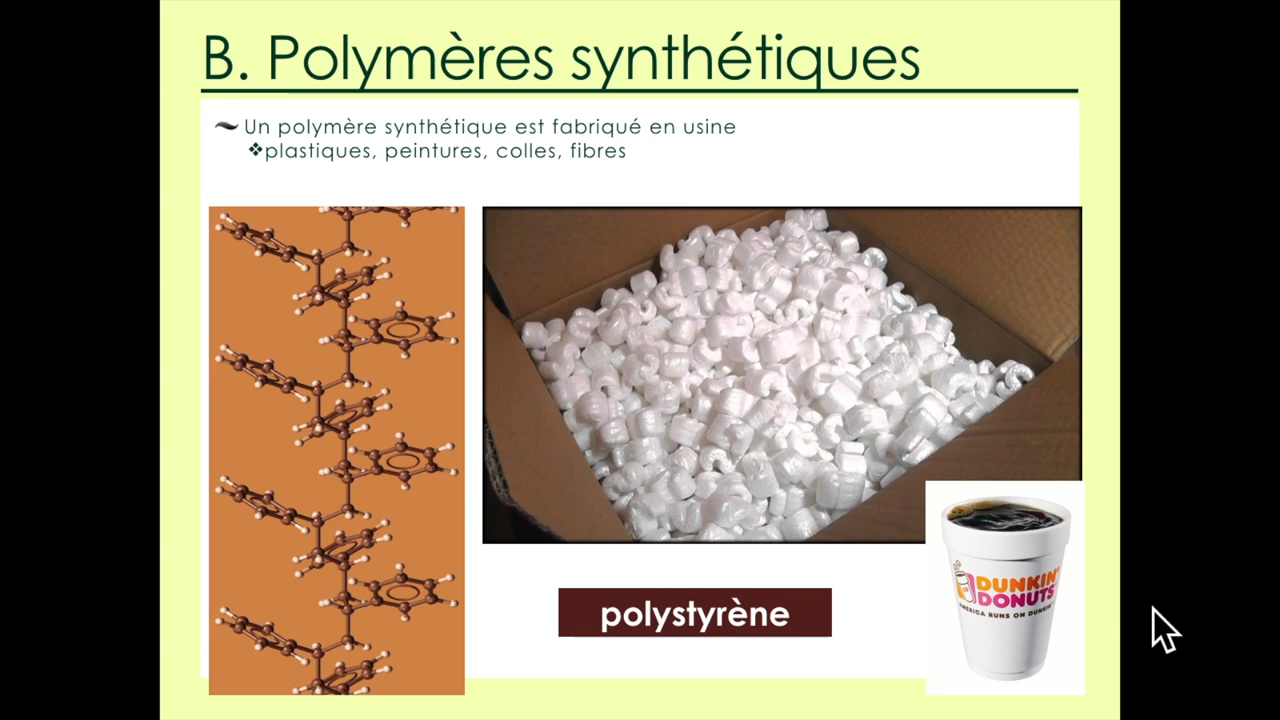 B. Polymères synthétiques
Un polymère synthétique est fabriqué en usine
plastiques, peintures, colles, fibres
polystyrène
DUNKIN'
DONUTS
AMERICA RUNS ON DUNKIN'